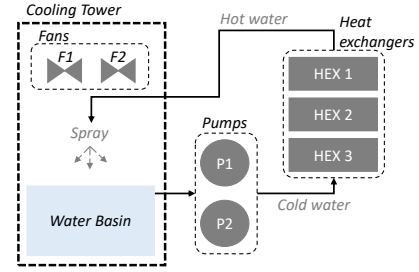 Cooling Tower
Fans
F1
F2
Spray
Water Basin
Hot water
Pumps
P1
P2
Cold water
Heat
exchangers
HEX 1
HEX 2
HEX 3